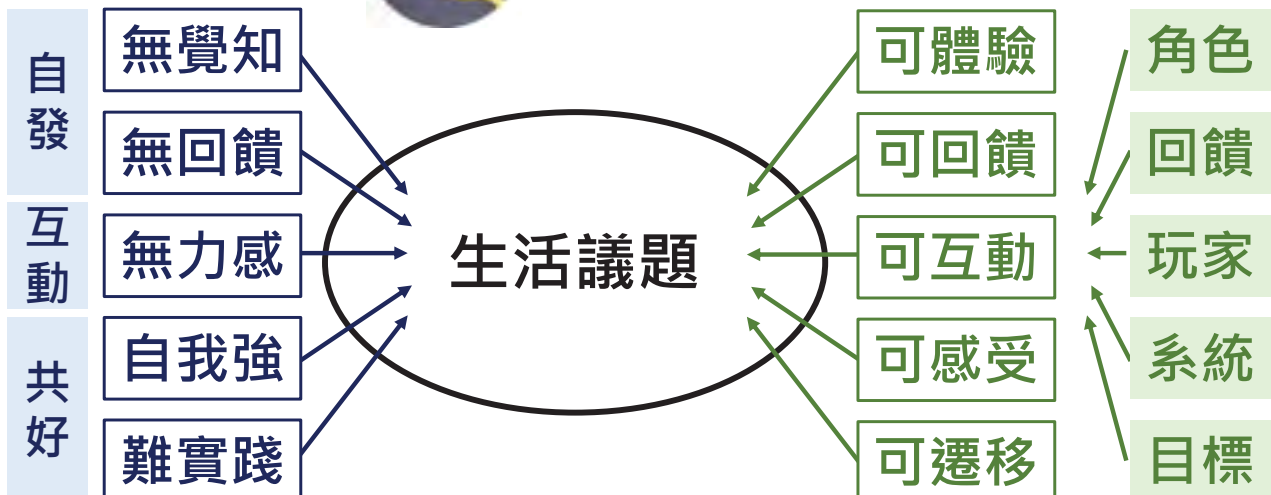 自發
無覺知
無回饋
互動
無力感
共好
自我強
難實踐
生活議題
可體驗
可回饋
可互動
可感受
可遷移
角色
回饋
玩家
系統
目標